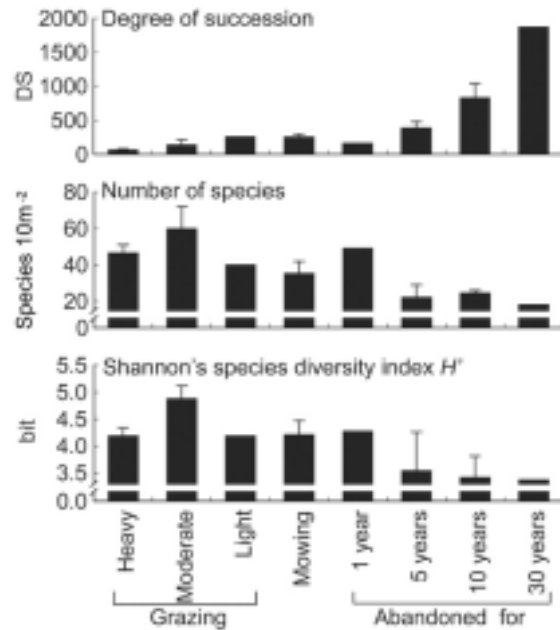 Degree of succession
2000
1500
1000
500
0
DS
Number of species
80
60
40
20
0
Species 10m⁻²
Shannon's species diversity index H'
5.5
5.0
4.5
4.0
3.5
0.0
bit
Heavy
Moderate
Light
Mowing
1 year
5 years
10 years
30 years
Grazing
Abandoned for